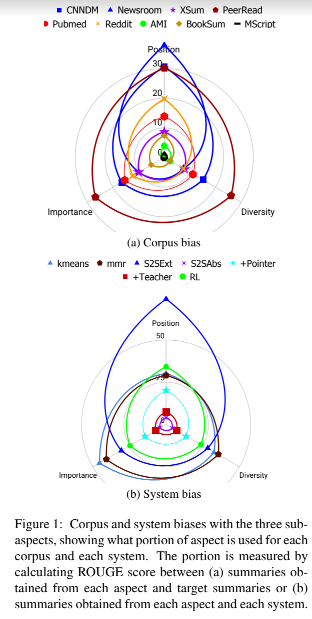 CNNDM Newsroom XSum PeerRead
Pubmed Reddit AMI BookSum MScript
Position
30
20
10
0
Importance
Diversity
(a) Corpus bias
kmeans mmr S2SExt S2SAbs +Pointer
+Teacher RL
Position
50
25
0
Importance
Diversity
(b) System bias
Figure 1: Corpus and system biases with the three sub-
aspects, showing what portion of aspect is used for each
corpus and each system. The portion is measured by
calculating ROUGE score between (a) summaries ob-
tained from each aspect and target summaries or (b)
summaries obtained from each aspect and each system.